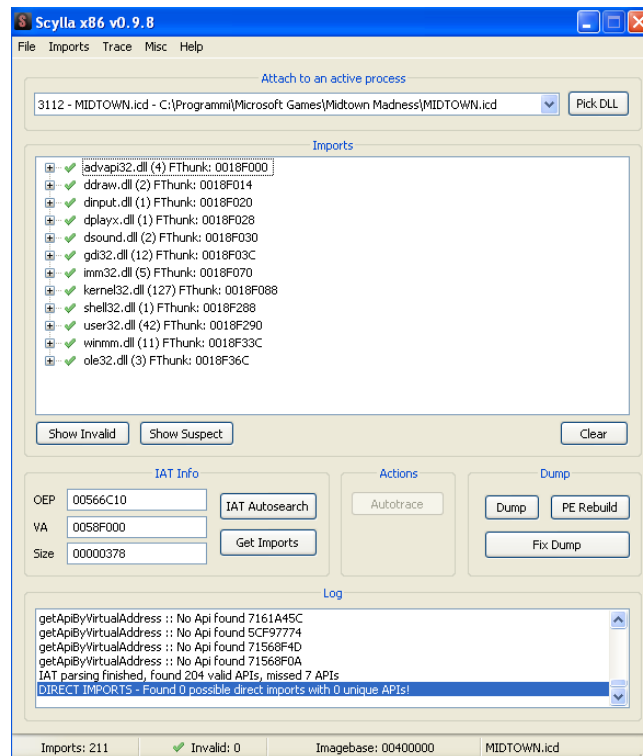 Scylla x86 v0.9.8
File Imports Trace Misc Help
Attach to an active process
3112 - MIDTOWN.icd - C:\Programmi\Microsoft Games\Midtown Madness\MIDTOWN.icd
Pick DLL
Imports
advapi32.dll (4) FThunk: 0018F000
ddraw.dll (2) FThunk: 0018F014
dinput.dll (1) FThunk: 0018F020
dplayx.dll (1) FThunk: 0018F028
dsound.dll (2) FThunk: 0018F030
gdi32.dll (12) FThunk: 0018F03C
imm32.dll (5) FThunk: 0018F070
kernel32.dll (127) FThunk: 0018F088
shell32.dll (1) FThunk: 0018F288
user32.dll (42) FThunk: 0018F290
winmm.dll (11) FThunk: 0018F33C
ole32.dll (3) FThunk: 0018F36C
Show Invalid Show Suspect Clear
IAT Info
OEP 00566C10
VA 0058F000
Size 00000378
IAT Autosearch
Get Imports
Actions
Autotrace
Dump
Dump PE Rebuild
Fix Dump
Log
getApiByVirtualAddress :: No Api found 7161A45C
getApiByVirtualAddress :: No Api found 5CF97774
getApiByVirtualAddress :: No Api found 71568F4D
getApiByVirtualAddress :: No Api found 71568F0A
IAT parsing finished, found 204 valid APIs, missed 7 APIs
DIRECT IMPORTS - Found 0 possible direct imports with 0 unique APIs!
Imports: 211 Invalid: 0 Imagebase: 00400000 MIDTOWN.icd